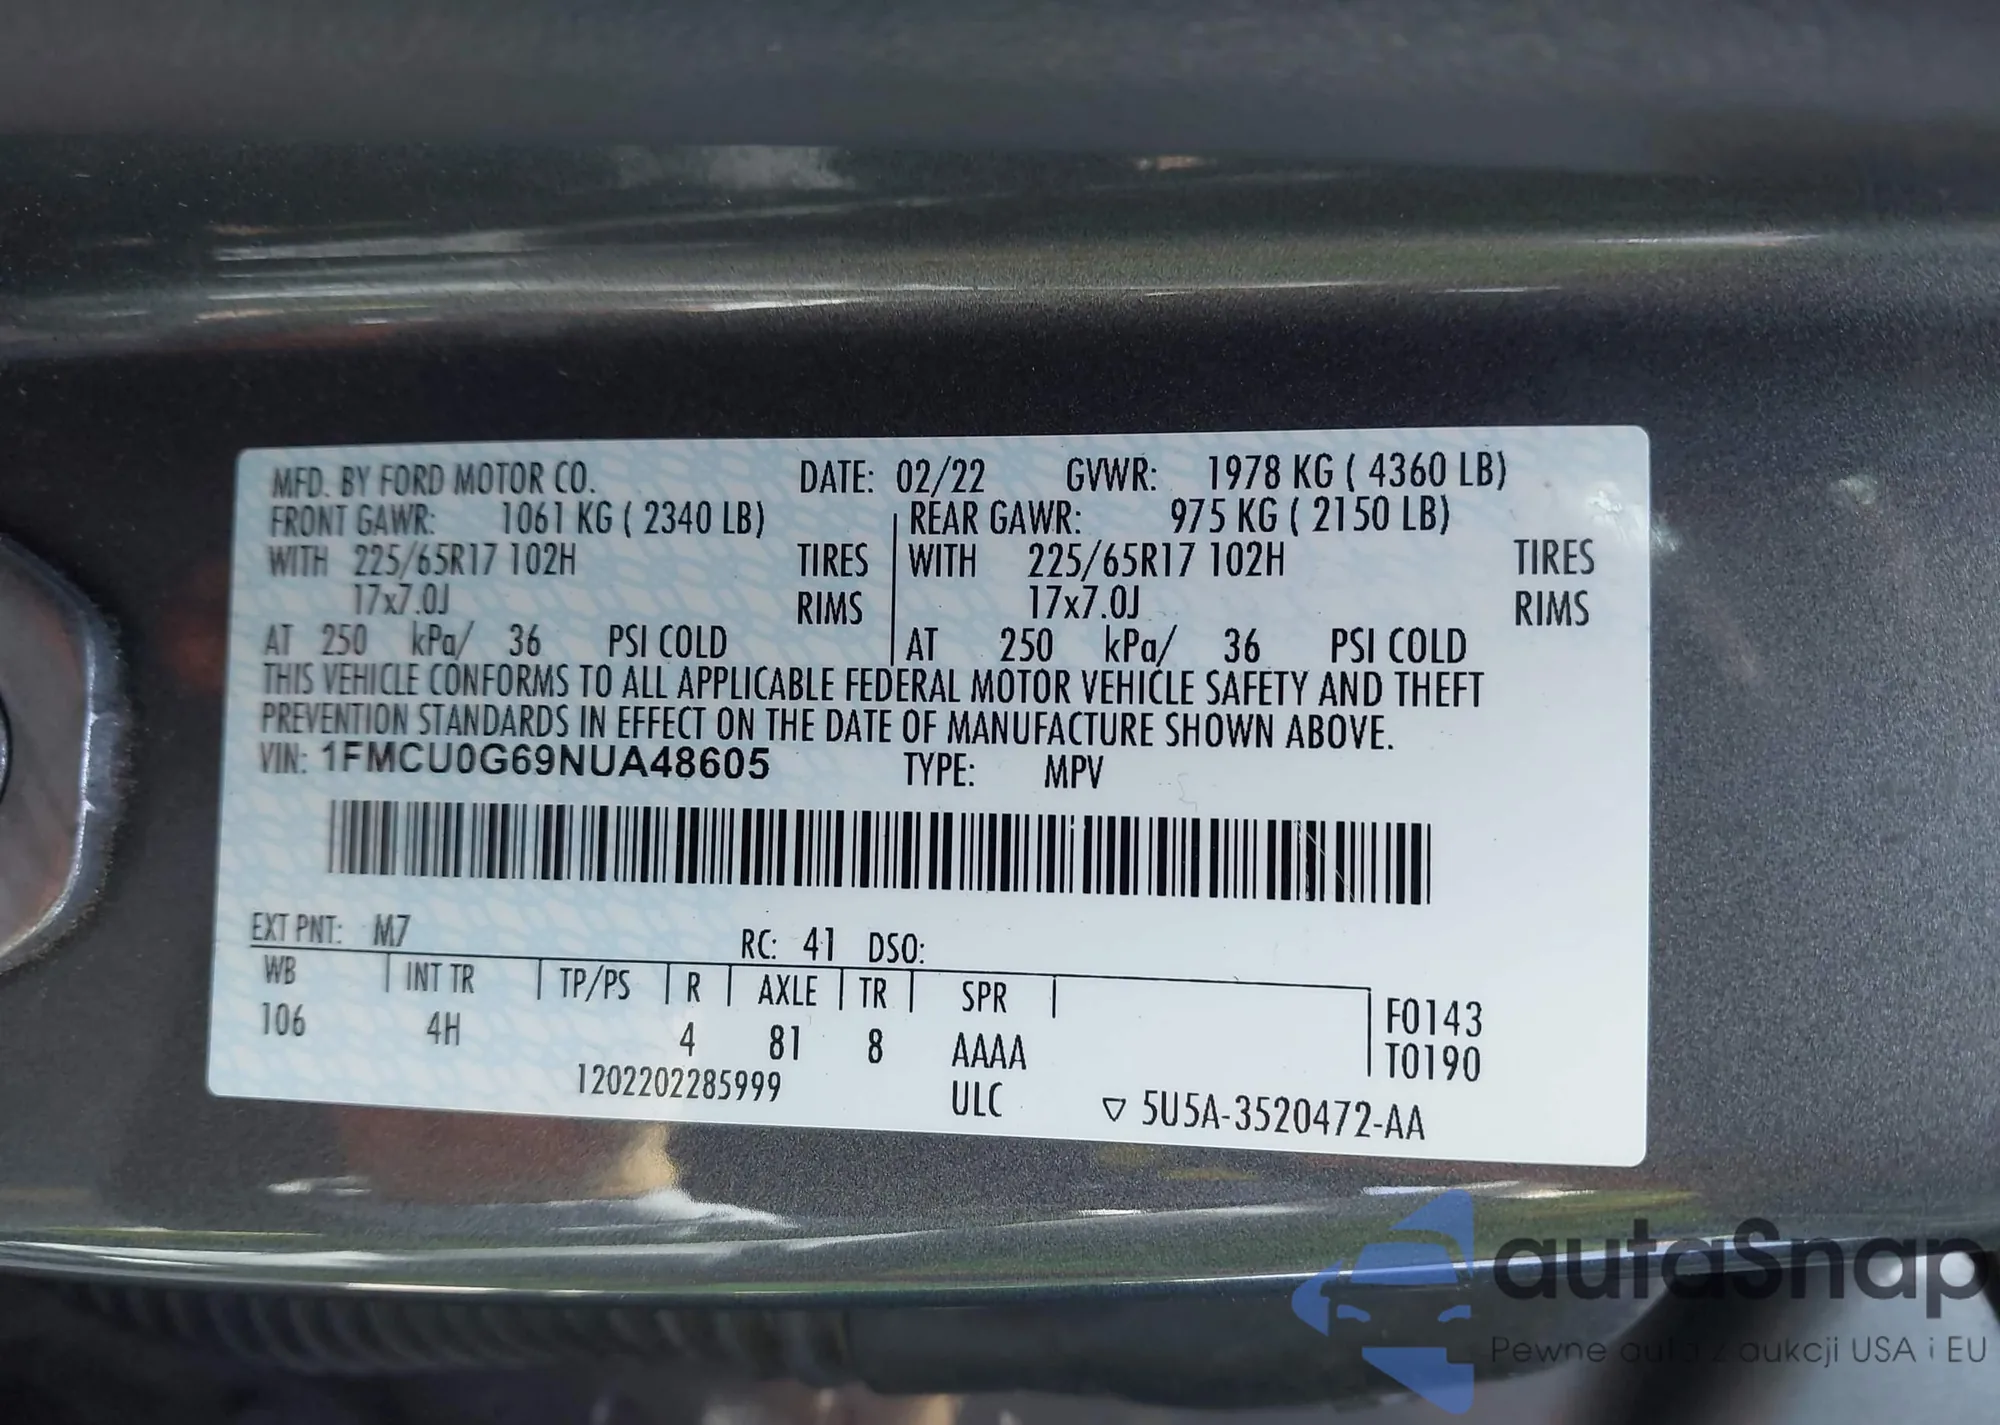 MFD. BY FORD MOTOR CO. DATE: 02/22 GVWR: 1978 KG ( 4360 LB)
FRONT GAWR: 1061 KG ( 2340 LB) REAR GAWR: 975 KG ( 2150 LB)
WITH 225/65R17 102H TIRES WITH 225/65R17 102H TIRES
17x7.0J RIMS 17x7.0J RIMS
AT 250 kPa/ 36 PSI COLD AT 250 kPa/ 36 PSI COLD
THIS VEHICLE CONFORMS TO ALL APPLICABLE FEDERAL MOTOR VEHICLE SAFETY AND THEFT
PREVENTION STANDARDS IN EFFECT ON THE DATE OF MANUFACTURE SHOWN ABOVE.
VIN: 1FMCU0G69NUA48605 TYPE: MPV
EXT PNT: M7 RC: 41 DSO:
WB INT TR TP/PS R AXLE TR SPR F0143
106 4H 4 81 8 AAAA T0190
1202202285999 ULC ▽ 5U5A-3520472-AA
autaSnap
Pewne auta z aukcji USA i EU